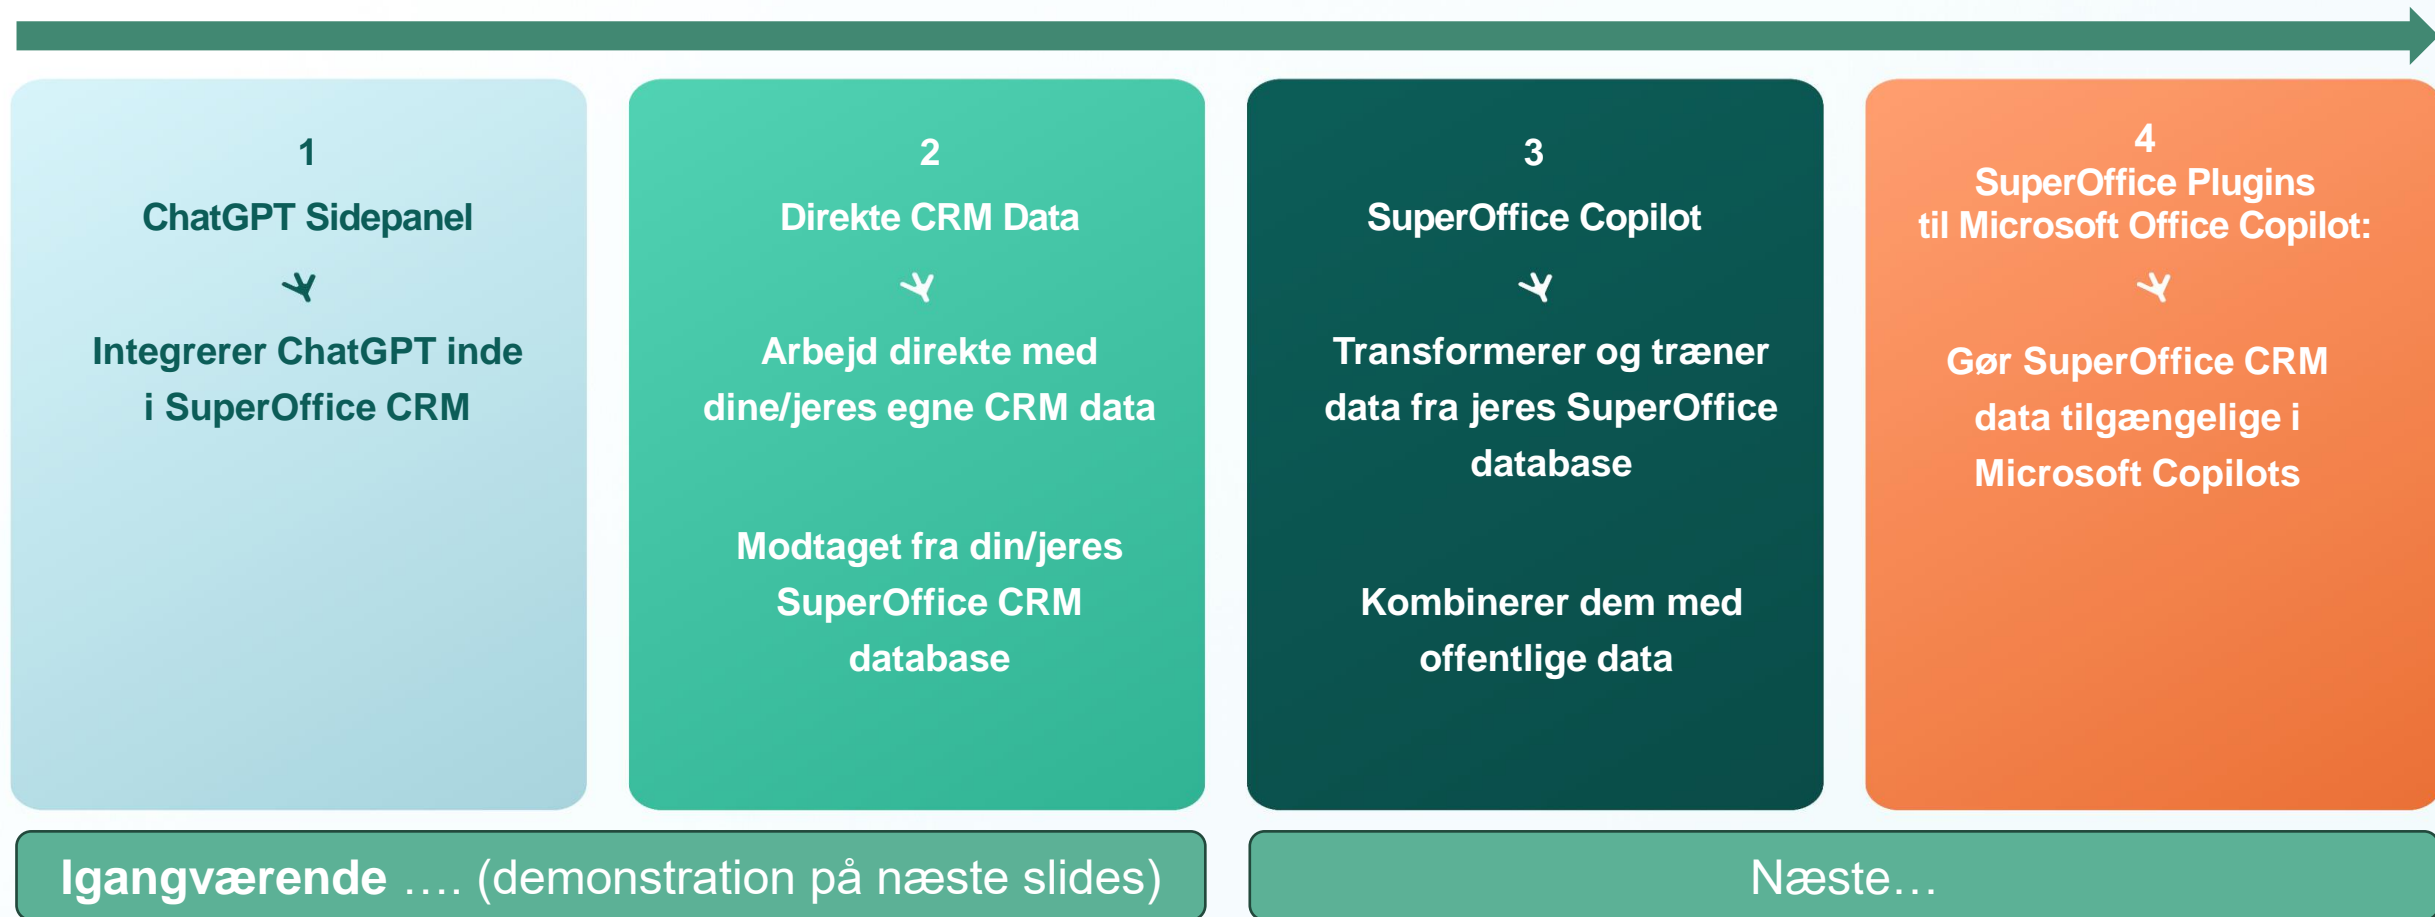 1
ChatGPT Sidepanel
Integrerer ChatGPT inde
i SuperOffice CRM
2
Direkte CRM Data
Arbejd direkte med
dine/jeres egne CRM data
Modtaget fra din/jeres
SuperOffice CRM
database
3
SuperOffice Copilot
Transformerer og træner
data fra jeres SuperOffice
database
Kombinerer dem med
offentlige data
4
SuperOffice Plugins
til Microsoft Office Copilot:
Gør SuperOffice CRM
data tilgængelige i
Microsoft Copilots
Igangværende …. (demonstration på næste slides)
Næste…